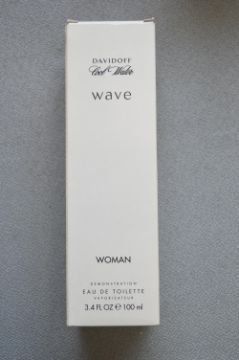 DAVIDOFF
Cool Water
wave
WOMAN
DEMONSTRATION
EAU DE TOILETTE
VAPORISATEUR
3.4 FL OZ ℮ 100 ml